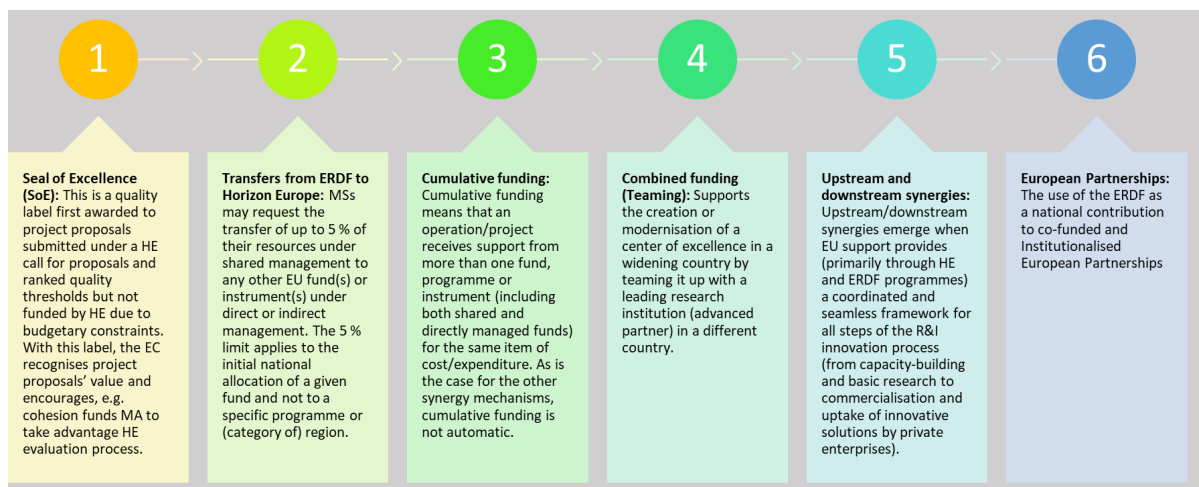 1
2
3
4
5
6
Seal of Excellence
(SoE): This is a quality
label first awarded to
project proposals
submitted under a HE
call for proposals and
ranked quality
thresholds but not
funded by HE due to
budgetary constraints.
With this label, the EC
recognises project
proposals' value and
encourages, e.g.
cohesion funds MA to
take advantage HE
evaluation process.
Transfers from ERDF to
Horizon Europe: MSs
may request the
transfer of up to 5 % of
their resources under
shared management to
any other EU fund(s) or
instrument(s) under
direct or indirect
management. The 5 %
limit applies to the
initial national
allocation of a given
fund and not to a
specific programme or
(category of) region.
Cumulative funding:
Cumulative funding
means that an
operation/project
receives support from
more than one fund,
programme or
instrument (including
both shared and
directly managed funds)
for the same item of
cost/expenditure. As is
the case for the other
synergy mechanisms,
cumulative funding is
not automatic.
Combined funding
(Teaming): Supports
the creation or
modernisation of a
center of excellence in a
widening country by
teaming it up with a
leading research
institution (advanced
partner) in a different
country.
Upstream and
downstream synergies:
Upstream/downstream
synergies emerge when
EU support provides
(primarily through HE
and ERDF programmes)
a coordinated and
seamless framework for
all steps of the R&I
innovation process
(from capacity-building
and basic research to
commercialisation and
uptake of innovative
solutions by private
enterprises).
European Partnerships:
The use of the ERDF as
a national contribution
to co-funded and
Institutionalised
European Partnerships